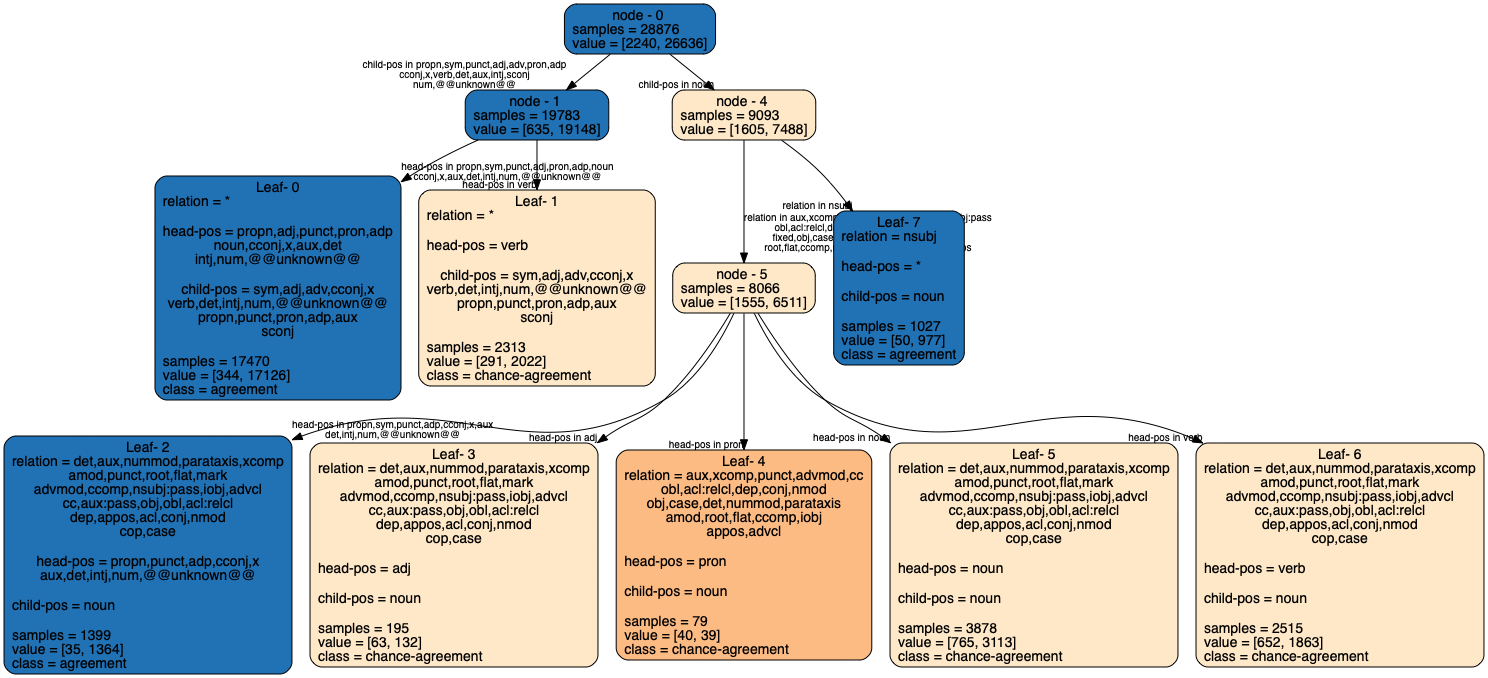 node - 0
samples = 28876
value = [2240, 26636]
child-pos in propn,sym,punct,adj,adv,pron,adp
cconj,x,verb,det,aux,intj,sconj
num,@@unknown@@
child-pos in noun
node - 1
samples = 19783
value = [635, 19148]
node - 4
samples = 9093
value = [1605, 7488]
head-pos in propn,sym,punct,adj,pron,adp,noun
cconj,x,aux,det,intj,num,@@unknown@@
head-pos in verb
Leaf- 0
relation = *
head-pos = propn,adj,punct,pron,adp
noun,cconj,x,aux,det
intj,num,@@unknown@@
child-pos = sym,adj,adv,cconj,x
verb,det,intj,num,@@unknown@@
propn,punct,pron,adp,aux
sconj
samples = 17470
value = [344, 17126]
class = agreement
Leaf- 1
relation = *
head-pos = verb
child-pos = sym,adj,adv,cconj,x
verb,det,intj,num,@@unknown@@
propn,punct,pron,adp,aux
sconj
samples = 2313
value = [291, 2022]
class = chance-agreement
relation in nsubj
relation in aux,xcomp
obl,acl:relcl
fixed,obj,case
root,flat,ccomp,
Leaf- 7
relation = nsubj
head-pos = *
child-pos = noun
samples = 1027
value = [50, 977]
class = agreement
node - 5
samples = 8066
value = [1555, 6511]
head-pos in propn,sym,punct,adp,cconj,x,aux
det,intj,num,@@unknown@@
head-pos in adj
head-pos in pron
head-pos in noun
head-pos in verb
Leaf- 2
relation = det,aux,nummod,parataxis,xcomp
amod,punct,root,flat,mark
advmod,ccomp,nsubj:pass,iobj,advcl
cc,aux:pass,obj,obl,acl:relcl
dep,appos,acl,conj,nmod
cop,case
head-pos = propn,punct,adp,cconj,x
aux,det,intj,num,@@unknown@@
child-pos = noun
samples = 1399
value = [35, 1364]
class = agreement
Leaf- 3
relation = det,aux,nummod,parataxis,xcomp
amod,punct,root,flat,mark
advmod,ccomp,nsubj:pass,iobj,advcl
cc,aux:pass,obj,obl,acl:relcl
dep,appos,acl,conj,nmod
cop,case
head-pos = adj
child-pos = noun
samples = 195
value = [63, 132]
class = chance-agreement
Leaf- 4
relation = aux,xcomp,punct,advmod,cc
obl,acl:relcl,dep,conj,nmod
obj,case,det,nummod,parataxis
amod,root,flat,ccomp,iobj
appos,advcl
head-pos = pron
child-pos = noun
samples = 79
value = [40, 39]
class = chance-agreement
Leaf- 5
relation = det,aux,nummod,parataxis,xcomp
amod,punct,root,flat,mark
advmod,ccomp,nsubj:pass,iobj,advcl
cc,aux:pass,obj,obl,acl:relcl
dep,appos,acl,conj,nmod
cop,case
head-pos = noun
child-pos = noun
samples = 3878
value = [765, 3113]
class = chance-agreement
Leaf- 6
relation = det,aux,nummod,parataxis,xcomp
amod,punct,root,flat,mark
advmod,ccomp,nsubj:pass,iobj,advcl
cc,aux:pass,obj,obl,acl:relcl
dep,appos,acl,conj,nmod
cop,case
head-pos = verb
child-pos = noun
samples = 2515
value = [652, 1863]
class = chance-agreement